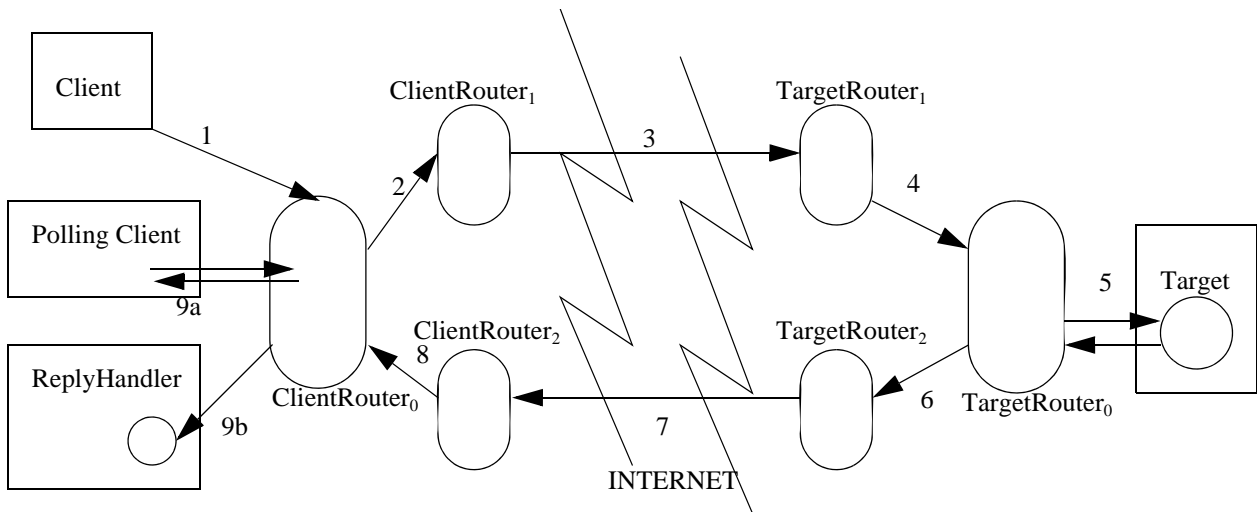 Client
1
ClientRouter1
2
3
TargetRouter1
4
Polling Client
9a
5
Target
ClientRouter2
8
TargetRouter2
ReplyHandler
ClientRouter0
9b
7
6
TargetRouter0
INTERNET